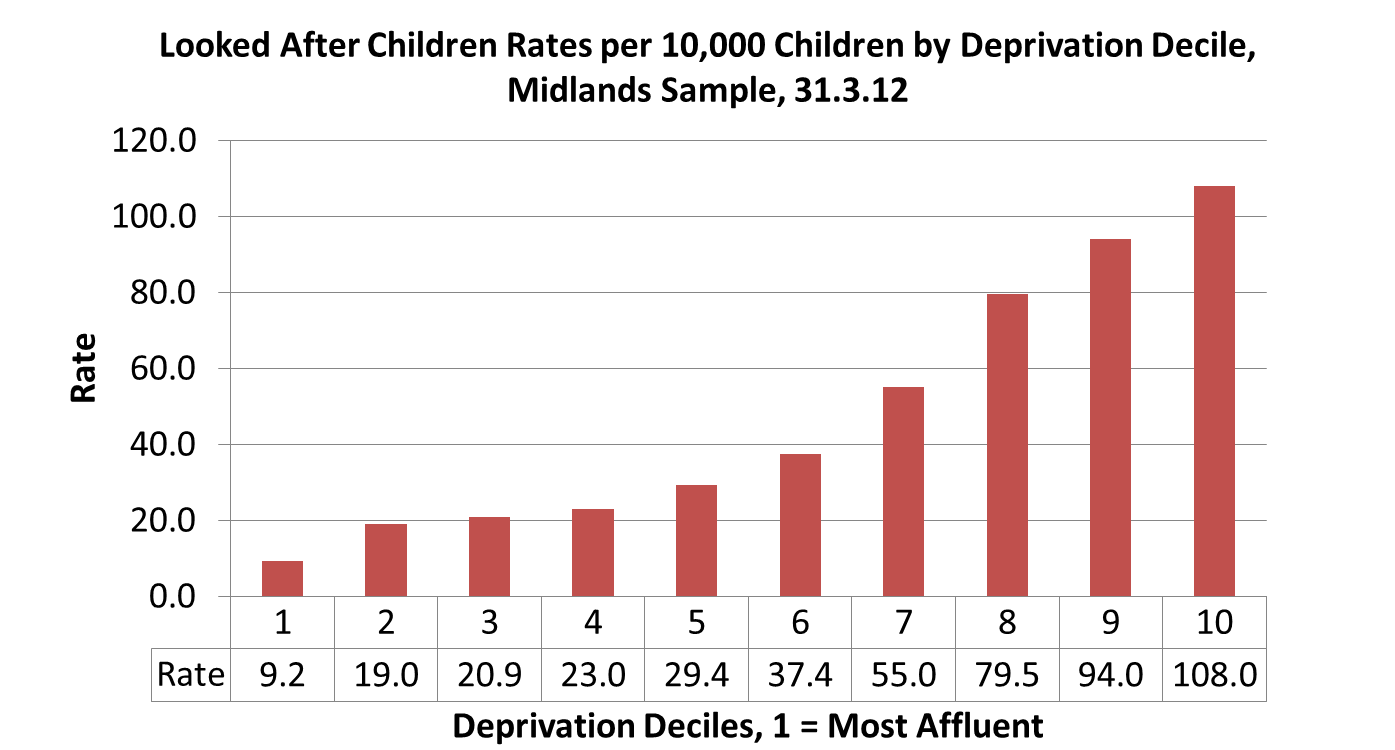 Looked After Children Rates per 10,000 Children by Deprivation Decile,
Midlands Sample, 31.3.12
120.0
100.0
80.0
60.0
40.0
20.0
0.0
Rate
1 2 3 4 5 6 7 8 9 10
Rate 9.2 19.0 20.9 23.0 29.4 37.4 55.0 79.5 94.0 108.0
Deprivation Deciles, 1 = Most Affluent